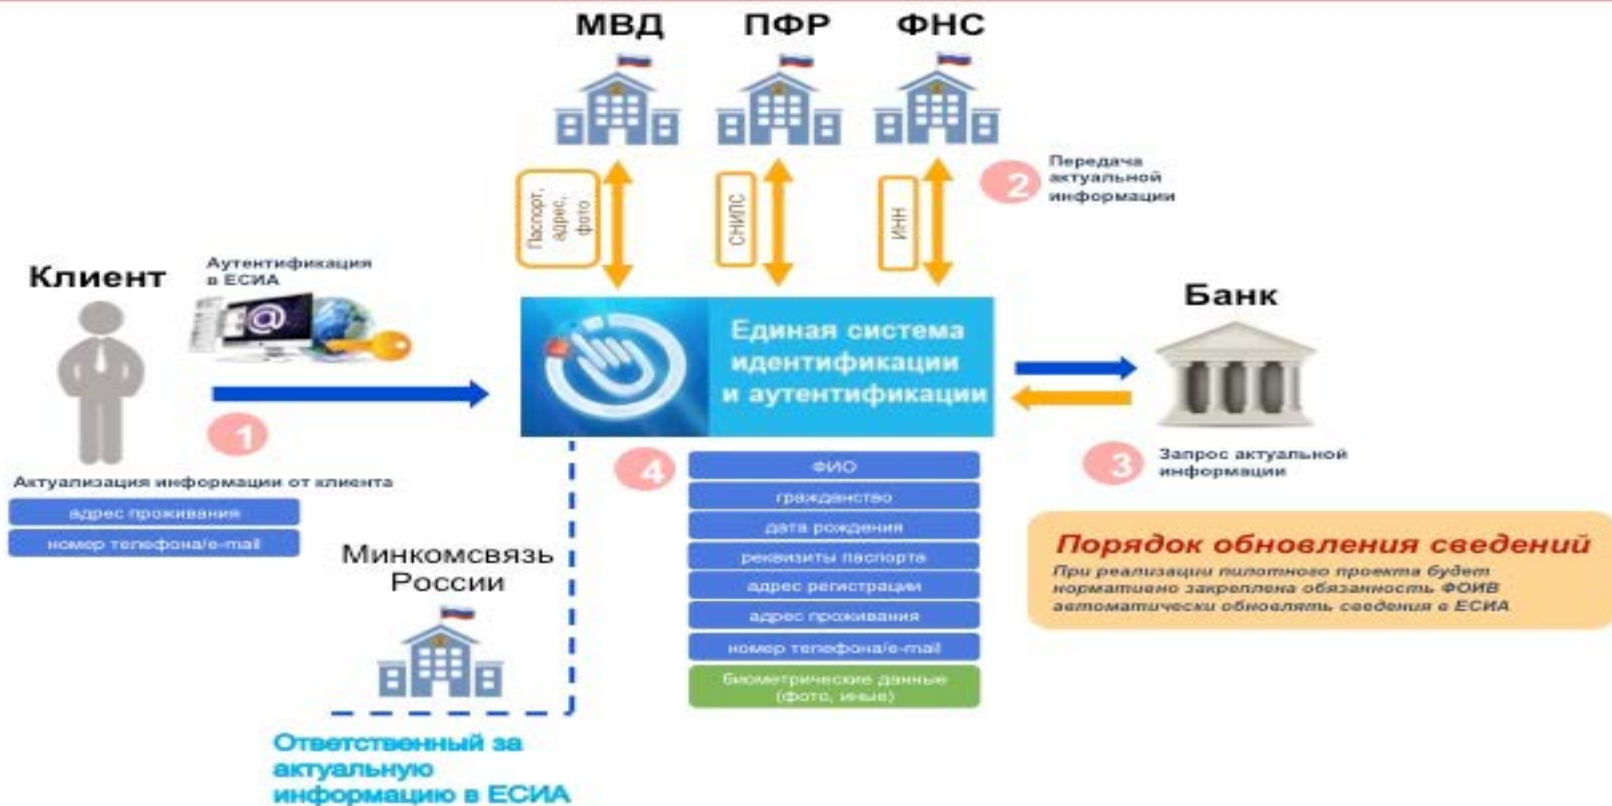 МВД
ПФР
ФНС
Паспорт,
адрес,
фото
СНИЛС
ИНН
2
Передача
актуальной
информации
Клиент
Аутентификация
в ЕСИА
Единая система
идентификации
и аутентификации
Банк
1
Актуализация информации от клиента
адрес проживания
номер телефона/e-mail
3
Запрос актуальной
информации
4
ФИО
гражданство
дата рождения
реквизиты паспорта
адрес регистрации
адрес проживания
номер телефона/e-mail
биометрические данные
(фото, иные)
Порядок обновления сведений
При реализации пилотного проекта будет
нормативно закреплена обязанность ФОИВ
автоматически обновлять сведения в ЕСИА
Минкомсвязь
России
Ответственный за
актуальную
информацию в ЕСИА